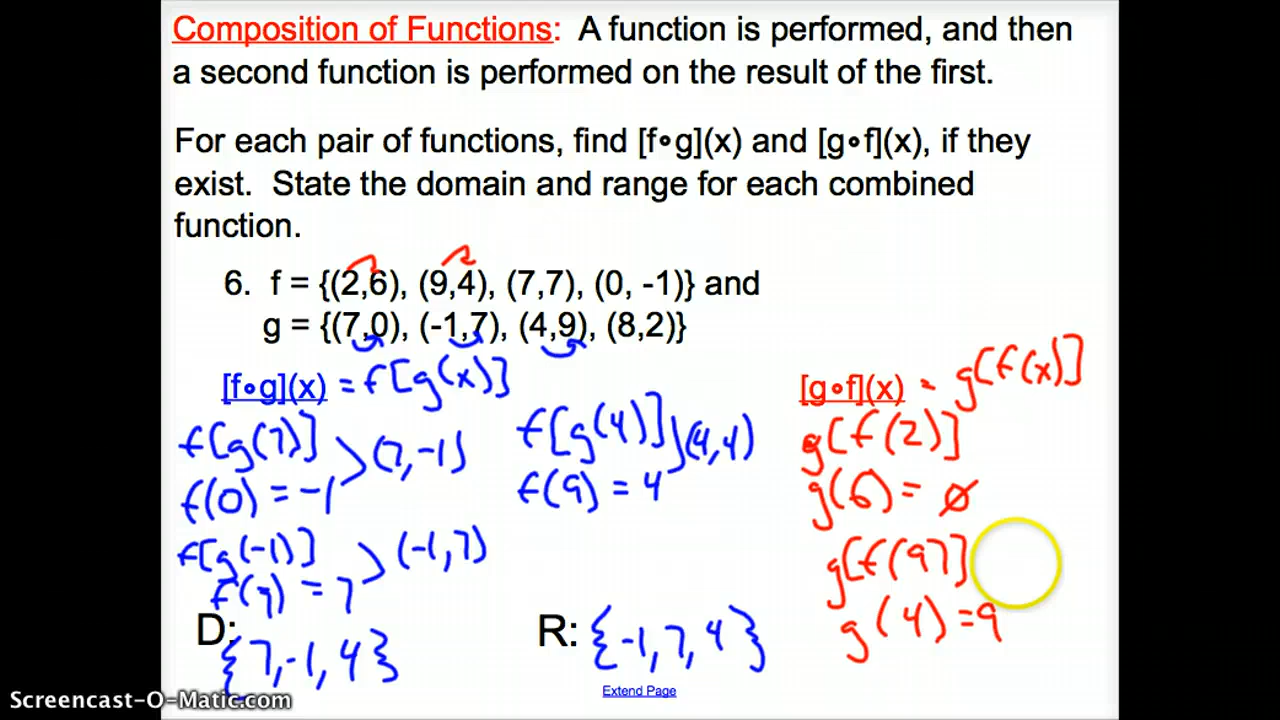 Composition of Functions: A function is performed, and then
a second function is performed on the result of the first.
For each pair of functions, find [f∘g](x) and [g∘f](x), if they
exist. State the domain and range for each combined
function.
6. f = {(2,6), (9,4), (7,7), (0, -1)} and
g = {(7,0), (-1,7), (4,9), (8,2)}
[f∘g](x) = f[g(x)]
f[g(7)]
f(0) = -1
(7,-1)
f[g(-1)]
f(7) = 7
(-1,7)
f[g(4)]
f(9) = 4
(4,4)
D:
{7,-1,4}
R: {-1,7,4}
[g∘f](x) = g[f(x)]
g[f(2)]
g(6) = ∅
g[f(9)]
g(4) = 9
Extend Page
Screencast-O-Matic.com